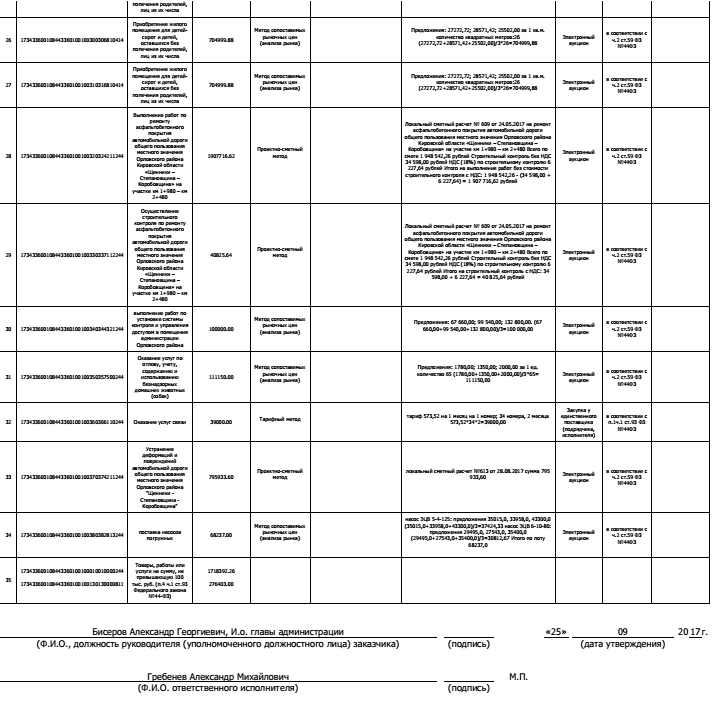 попечения родителей,
лиц из их числа
26 173433600108443360100100300306810414 Приобретение жилого помещения для детей-сирот и детей, оставшихся без попечения родителей, лиц из их числа 704999.88 Метод сопоставимых рыночных цен (анализа рынка) Предложения: 27272,72; 28571,42; 25502,00 за 1 кв.м. количество квадратных метров:26 (27272,72+28571,42+25502,00)/3*26=704999,88 Электронный аукцион в соответствии с ч.2 ст.59 ФЗ №44ФЗ
27 173433600108443360100100310316810414 Приобретение жилого помещения для детей-сирот и детей, оставшихся без попечения родителей, лиц из их числа 704999.88 Метод сопоставимых рыночных цен (анализа рынка) Предложения: 27272,72; 28571,42; 25502,00 за 1 кв.м. количество квадратных метров:26 (27272,72+28571,42+25502,00)/3*26=704999,88 Электронный аукцион в соответствии с ч.2 ст.59 ФЗ №44ФЗ
28 173433600108443360100100320324211244 Выполнение работ по ремонту асфальтобетонного покрытия автомобильной дороги общего пользования местного значения Орловского района Кировской области «Цепники – Степановщина – Коробовщина» на участке км 1+980 – км 2+480 1907716.62 Проектно-сметный метод Локальный сметный расчет № 609 от 24.05.2017 на ремонт асфальтобетонного покрытия автомобильной дороги общего пользования местного значения Орловского района Кировской области «Цепники – Степановщина – Коробовщина» на участке км 1+980 – км 2+480 Всего по смете 1 948 542,26 рублей Строительный контроль без НДС 34 598,00 рублей НДС (18%) по строительному контролю 6 227,64 рублей Итого на выполнение работ без стоимости строительного контроля с НДС: 1 948 542,26 - (34 598,00 + 6 227,64) = 1 907 716,62 рублей Электронный аукцион в соответствии с ч.2 ст.59 ФЗ №44ФЗ
29 173433600108443360100100330337112244 Осуществление строительного контроля по ремонту асфальтобетонного покрытия автомобильной дороги общего пользования местного значения Орловского района Кировской области «Цепники – Степановщина – Коробовщина» на участке км 1+980 – км 2+480 40825.64 Проектно-сметный метод Локальный сметный расчет № 609 от 24.05.2017 на ремонт асфальтобетонного покрытия автомобильной дороги общего пользования местного значения Орловского района Кировской области «Цепники – Степановщина – Коробовщина» на участке км 1+980 – км 2+480 Всего по смете 1 948 542,26 рублей Строительный контроль без НДС 34 598,00 рублей НДС (18%) по строительному контролю 6 227,64 рублей Итого на строительный контроль с НДС: 34 598,00 + 6 227,64 = 40 825,64 рублей Электронный аукцион в соответствии с ч.2 ст.59 ФЗ №44ФЗ
30 173433600108443360100100340344321244 выполнение работ по установке системы контроля и управления доступом в помещения администрации Орловского района 100000.00 Метод сопоставимых рыночных цен (анализа рынка) Предложения: 67 660,00; 99 540,00; 132 800,00. (67 660,00+99 540,00+132 800,00)/3=100 000,00 Электронный аукцион в соответствии с ч.2 ст.59 ФЗ №44ФЗ
31 173433600108443360100100350357500244 Оказание услуг по отлову, учету, содержанию и использованию безнадзорных домашних животных (собак) 111150.00 Метод сопоставимых рыночных цен (анализа рынка) Предложения: 1780,00; 1350,00; 2000,00 за 1 ед. количество 65 (1780,00+1350,00+2000,00)/3*65= 111150,00 Электронный аукцион в соответствии с ч.2 ст.59 ФЗ №44ФЗ
32 173433600108443360100100360366110244 Оказание услуг связи 39000.00 Тарифный метод тариф 573,52 на 1 месяц на 1 номер; 34 номера, 2 месяца 573,52*34*2=39000,00 Закупка у единственного поставщика (подрядчика, исполнителя) в соответствии с п.1ч.1 ст.93 ФЗ №44ФЗ
33 173433600108443360100100370374211244 Устранение деформаций и повреждений автомобильной дороги общего пользования местного значения Орловского района "Цепники - Степановщина - Коробовщина" 795933.60 Проектно-сметный метод локальный сметный расчет №613 от 28.08.2017 сумма 795 933,60 Электронный аукцион в соответствии с ч.2 ст.59 ФЗ №44ФЗ
34 173433600108443360100100380382813244 поставка насосов погружных 68237.00 Метод сопоставимых рыночных цен (анализа рынка) насос ЭЦВ 5-4-125: предложения 35015,0, 33958,0, 43300,0 (35015,0+33958,0+43300,0)/3=37424,33 насос ЭЦВ 6-10-80: предложения 29495,0, 27543,0, 35400,0 (29495,0+27543,0+35400,0)/3=30812,67 Итого по лоту 68237,0 Электронный аукцион в соответствии с ч.2 ст.59 ФЗ №44ФЗ
35 173433600108443360100100010010000244 173433600108443360100100130130000811 Товары, работы или услуги на сумму, не превышающую 100 тыс. руб. (п.4 ч.1 ст.93 Федерального закона №44-ФЗ) 1718392.26 276403.00
Бисеров Александр Георгиевич, И.о. главы администрации «25» 09 20 17 г.
(Ф.И.О., должность руководителя (уполномоченного должностного лица) заказчика) (подпись) (дата утверждения)
Гребенев Александр Михайлович М.П.
(Ф.И.О. ответственного исполнителя) (подпись)